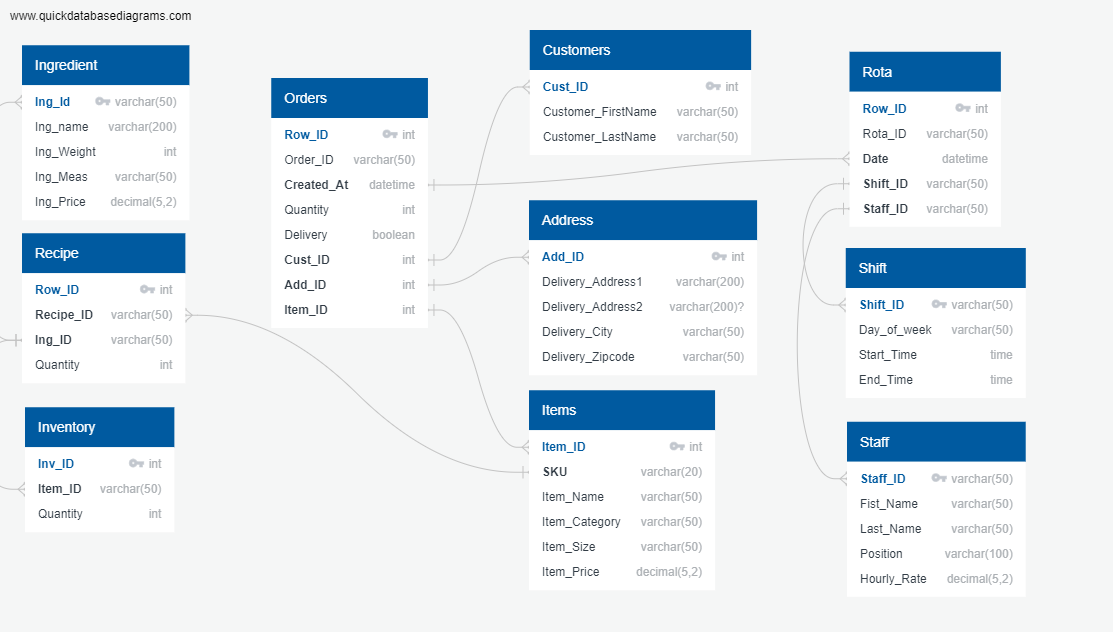 www.quickdatabasediagrams.com
Ingredient
Ing_Id varchar(50)
Ing_name varchar(200)
Ing_Weight int
Ing_Meas varchar(50)
Ing_Price decimal(5,2)
Recipe
Row_ID int
Recipe_ID varchar(50)
Ing_ID varchar(50)
Quantity int
Inventory
Inv_ID int
Item_ID varchar(50)
Quantity int
Orders
Row_ID int
Order_ID varchar(50)
Created_At datetime
Quantity int
Delivery boolean
Cust_ID int
Add_ID int
Item_ID int
Customers
Cust_ID int
Customer_FirstName varchar(50)
Customer_LastName varchar(50)
Address
Add_ID int
Delivery_Address1 varchar(200)
Delivery_Address2 varchar(200)?
Delivery_City varchar(50)
Delivery_Zipcode varchar(50)
Items
Item_ID int
SKU varchar(20)
Item_Name varchar(50)
Item_Category varchar(50)
Item_Size varchar(50)
Item_Price decimal(5,2)
Rota
Row_ID int
Rota_ID varchar(50)
Date datetime
Shift_ID varchar(50)
Staff_ID varchar(50)
Shift
Shift_ID varchar(50)
Day_of_week varchar(50)
Start_Time time
End_Time time
Staff
Staff_ID varchar(50)
Fist_Name varchar(50)
Last_Name varchar(50)
Position varchar(100)
Hourly_Rate decimal(5,2)